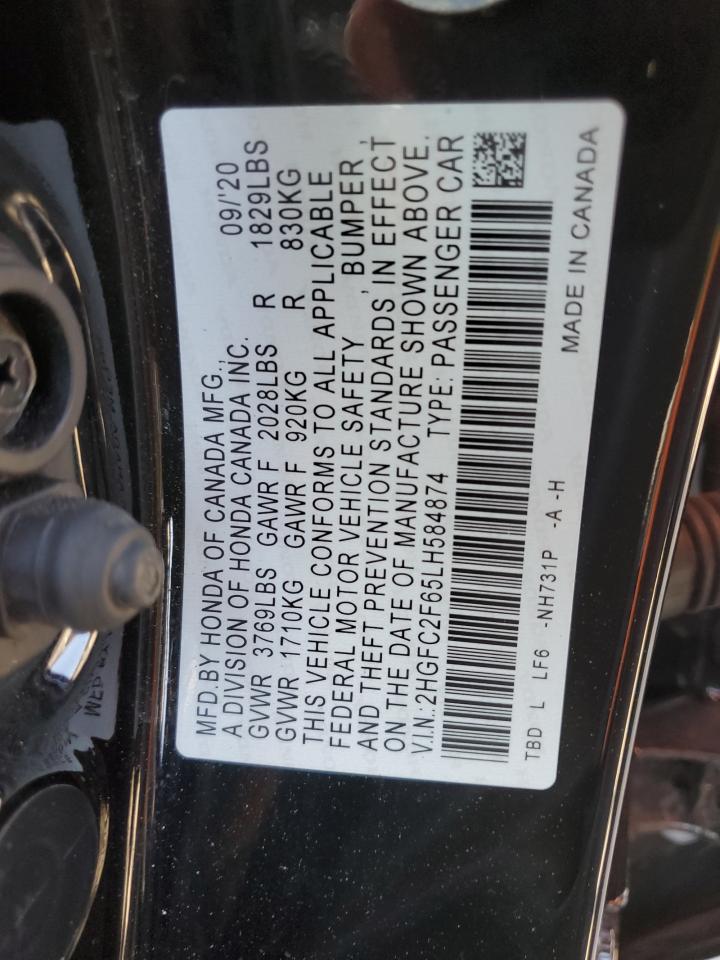 MFD.BY HONDA OF CANADA MFG., 09/'20
A DIVISION OF HONDA CANADA INC.
GVWR 3769LBS GAWR F 2028LBS R 1829LBS
GVWR 1710KG GAWR F 920KG R 830KG
THIS VEHICLE CONFORMS TO ALL APPLICABLE
FEDERAL MOTOR VEHICLE SAFETY , BUMPER ,
AND THEFT PREVENTION STANDARDS IN EFFECT
ON THE DATE OF MANUFACTURE SHOWN ABOVE.
V.I.N.:2HGFC2F65LH584874 TYPE: PASSENGER CAR
TBD L LF6 -NH731P -A -H MADE IN CANADA